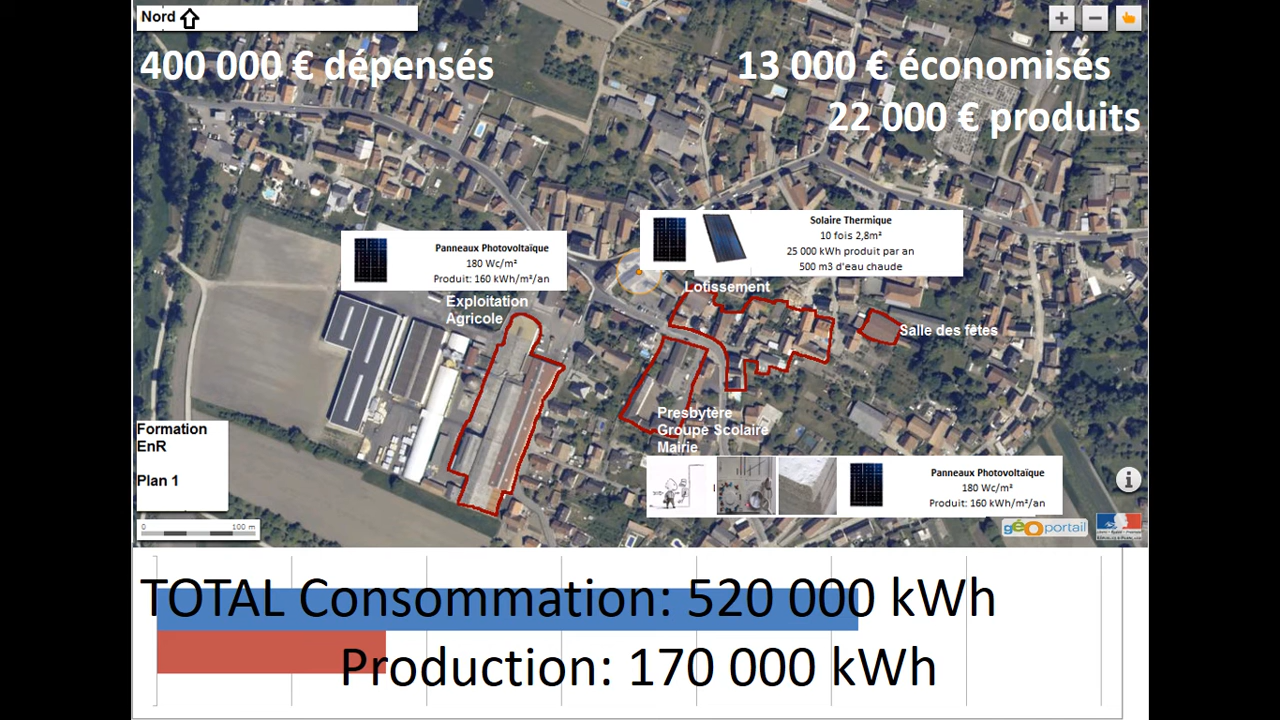 Nord
400 000 € dépensés
13 000 € économisés
22 000 € produits
Solaire Thermique
10 fois 2,8m²
25 000 kWh produit par an
500 m3 d'eau chaude
Panneaux Photovoltaïque
180 Wc/m²
Produit: 160 kWh/m²/an
Lotissement
Exploitation
Agricole
Salle des fêtes
Presbytère
Groupe Scolaire
Mairie
Formation
EnR
Plan 1
Panneaux Photovoltaïque
180 Wc/m²
Produit: 160 kWh/m²/an
0 100 m
géoportail
TOTAL Consommation: 520 000 kWh
Production: 170 000 kWh